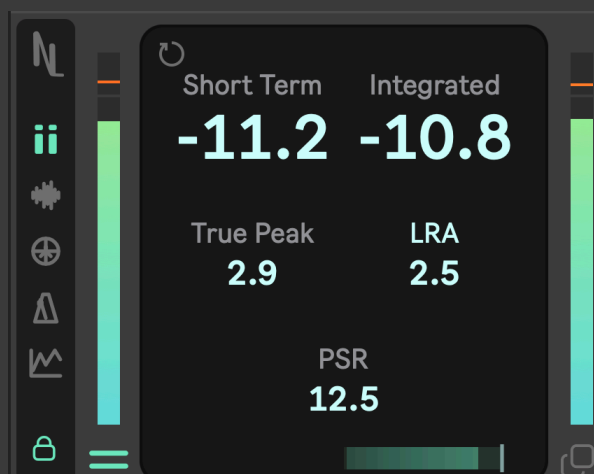 Short Term Integrated
-11.2 -10.8
True Peak LRA
2.9 2.5
PSR
12.5